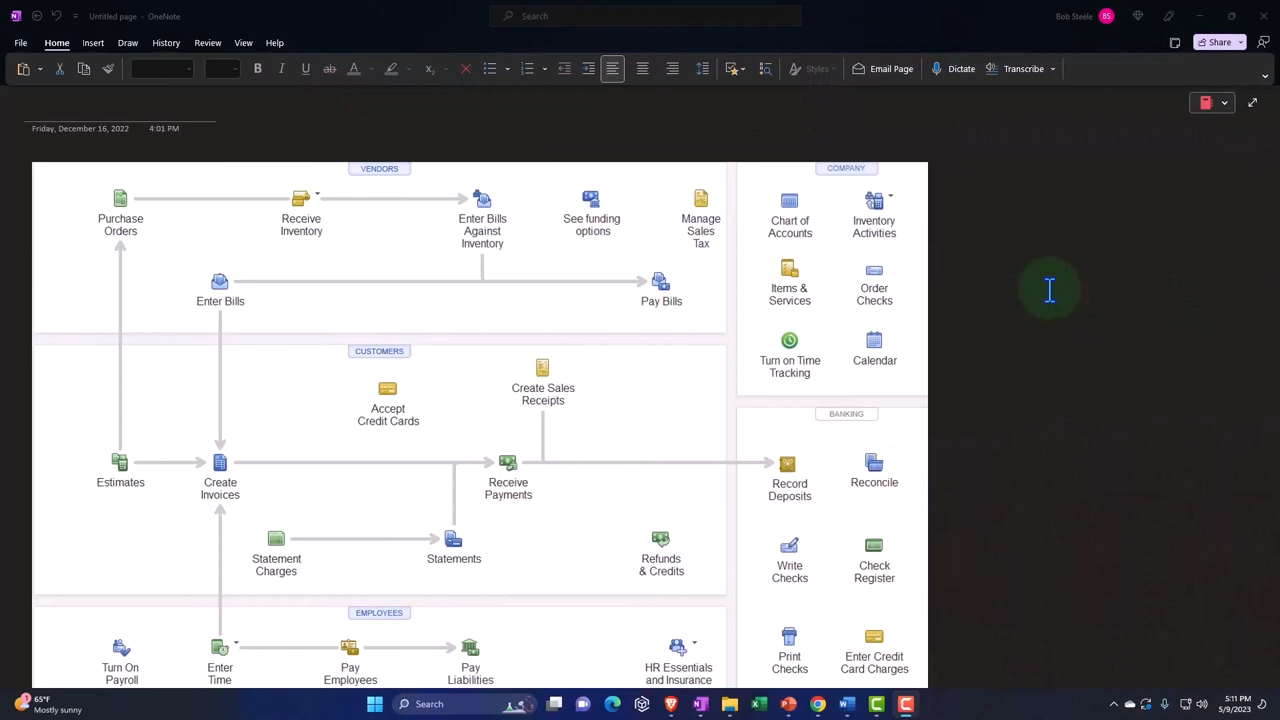 Untitled page - OneNote
Search
Bob Steele
BS
File
Home
Insert
Draw
History
Review
View
Help
Share
B
I
U
ab
A
Styles
Email Page
Dictate
Transcribe
Friday, December 16, 2022
4:01 PM
VENDORS
Purchase
Orders
Receive
Inventory
Enter Bills
Against
Inventory
See funding
options
Manage
Sales
Tax
Enter Bills
Pay Bills
COMPANY
Chart of
Accounts
Inventory
Activities
Items &
Services
Order
Checks
Turn on Time
Tracking
Calendar
CUSTOMERS
Accept
Credit Cards
Create Sales
Receipts
Estimates
Create
Invoices
Receive
Payments
Statement
Charges
Statements
Refunds
& Credits
BANKING
Record
Deposits
Reconcile
Write
Checks
Check
Register
Print
Checks
Enter Credit
Card Charges
EMPLOYEES
Turn On
Payroll
Enter
Time
Pay
Employees
Pay
Liabilities
HR Essentials
and Insurance
1
65°F
Mostly sunny
Search
5:11 PM
5/9/2023